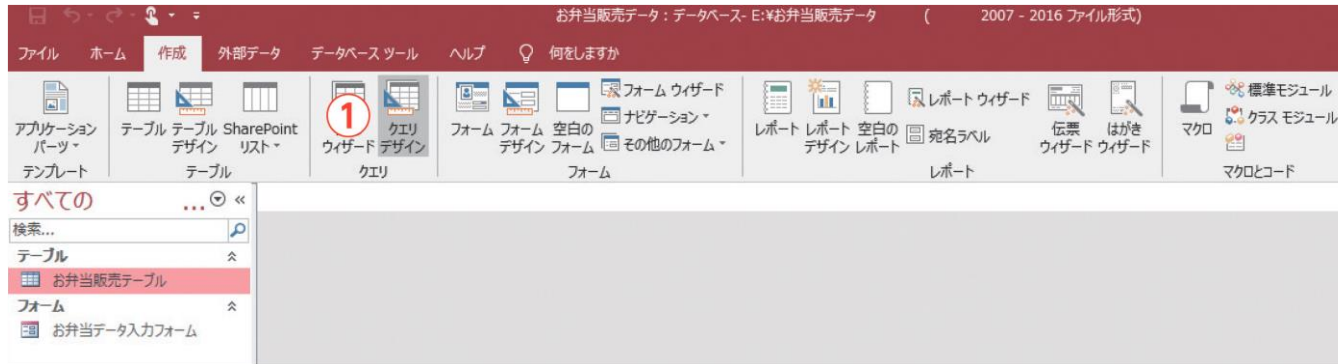 お弁当販売データ : データベース- E:¥お弁当販売データ ( 2007 - 2016 ファイル形式)
ファイル ホーム 作成 外部データ データベース ツール ヘルプ 何をしますか
アプリケーション パーツ
テーブル テーブル デザイン SharePoint リスト
① ウィザード クエリ デザイン
フォーム フォーム デザイン 空白の フォーム
フォーム ウィザード
ナビゲーション
その他のフォーム
レポート レポート デザイン 空白の レポート
レポート ウィザード
宛名ラベル
伝票 ウィザード はがき ウィザード
マクロ
標準モジュール
クラス モジュール
テンプレート テーブル クエリ フォーム レポート マクロとコード
すべての ... «
検索...
テーブル
お弁当販売テーブル
フォーム
お弁当データ入力フォーム